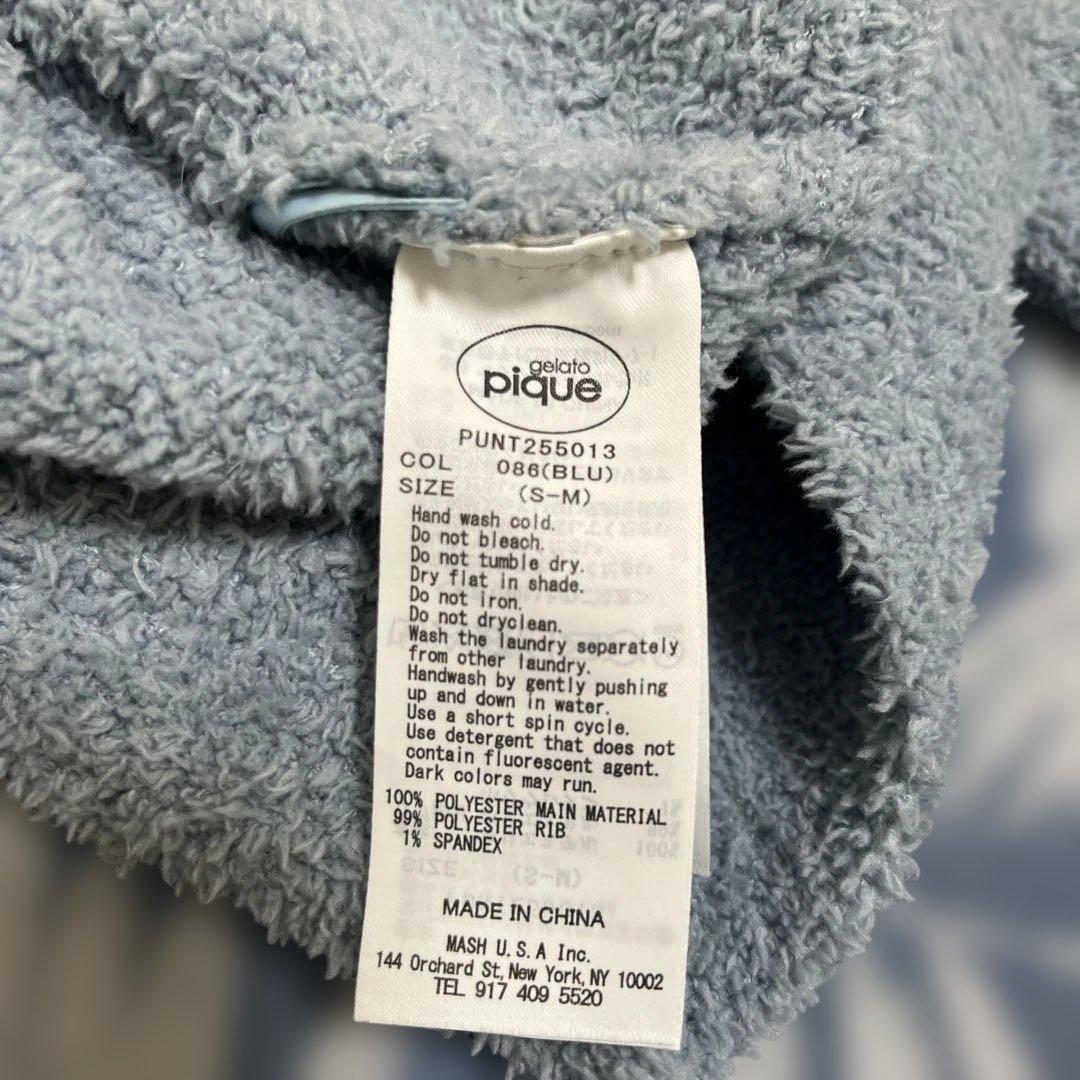 gelato
pique
PUNT255013
COL 086(BLU)
SIZE (S-M)
Hand wash cold.
Do not bleach.
Do not tumble dry.
Dry flat in shade.
Do not iron.
Do not dryclean.
Wash the laundry separately
from other laundry.
Handwash by gently pushing
up and down in water.
Use a short spin cycle.
Use detergent that does not
contain fluorescent agent.
Dark colors may run.
100% POLYESTER MAIN MATERIAL
99% POLYESTER RIB
1% SPANDEX
MADE IN CHINA
MASH U.S.A Inc.
144 Orchard St, New York, NY 10002
TEL 917 409 5520